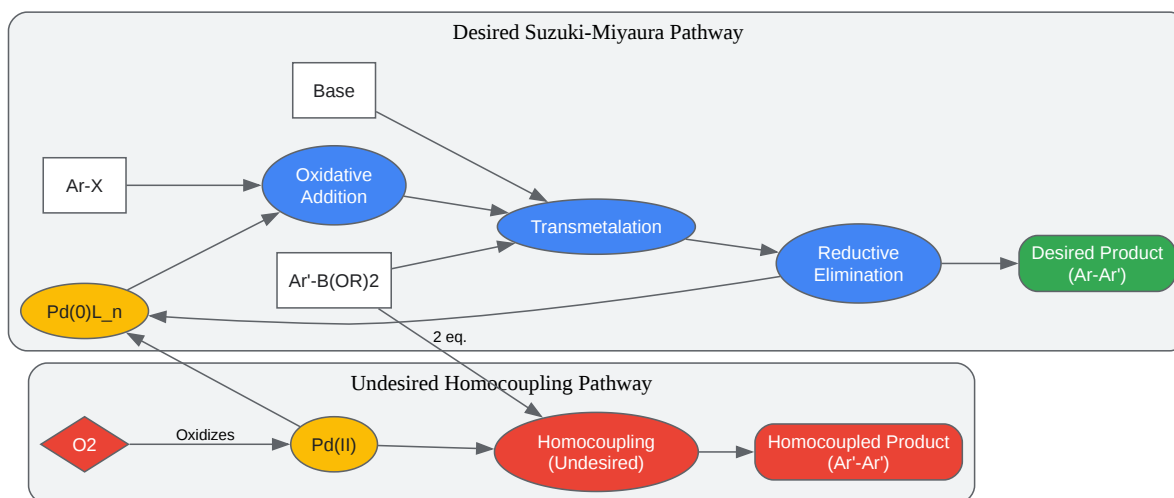 Desired Suzuki-Miyaura Pathway
Base
Ar-X
Oxidative
Addition
Transmetalation
Ar'-B(OR)2
Reductive
Elimination
Desired Product
(Ar-Ar')
Pd(0)L_n
2 eq.
Undesired Homocoupling Pathway
O2
Oxidizes
Pd(II)
Homocoupling
(Undesired)
Homocoupled Product
(Ar'-Ar')